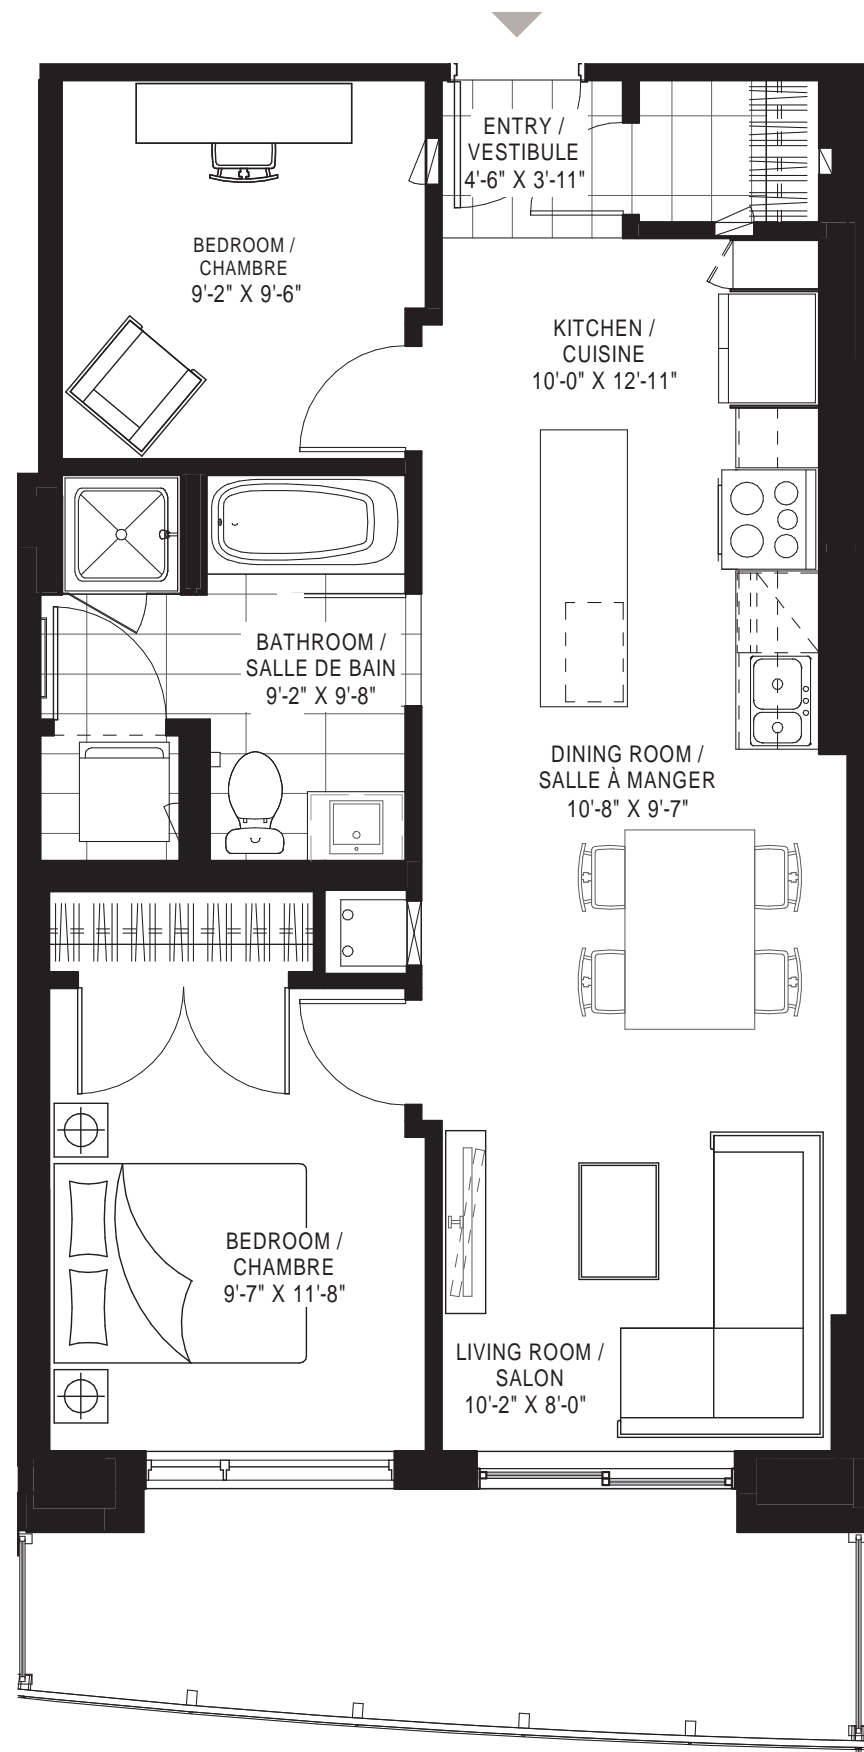 ENTRY /
VESTIBULE
4'-6" X 3'-11"
BEDROOM /
CHAMBRE
9'-2" X 9'-6"
KITCHEN /
CUISINE
10'-0" X 12'-11"
BATHROOM /
SALLE DE BAIN
9'-2" X 9'-8"
DINING ROOM /
SALLE À MANGER
10'-8" X 9'-7"
BEDROOM /
CHAMBRE
9'-7" X 11'-8"
LIVING ROOM /
SALON
10'-2" X 8'-0"